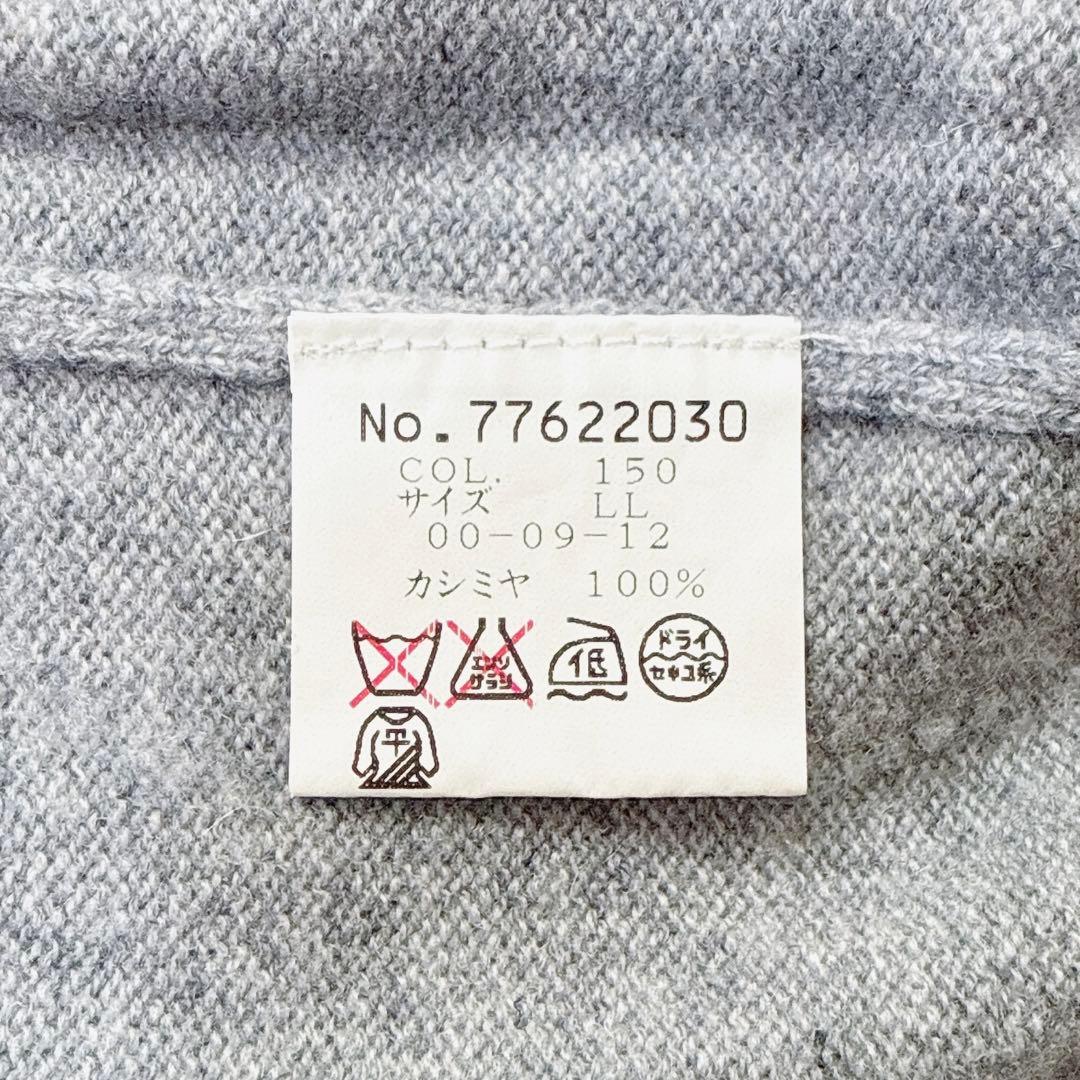 No.77622030
COL. 150
サイズ LL
00-09-12
カシミヤ 100%
エンソ サラシ 低 ドライ セキユ系
平